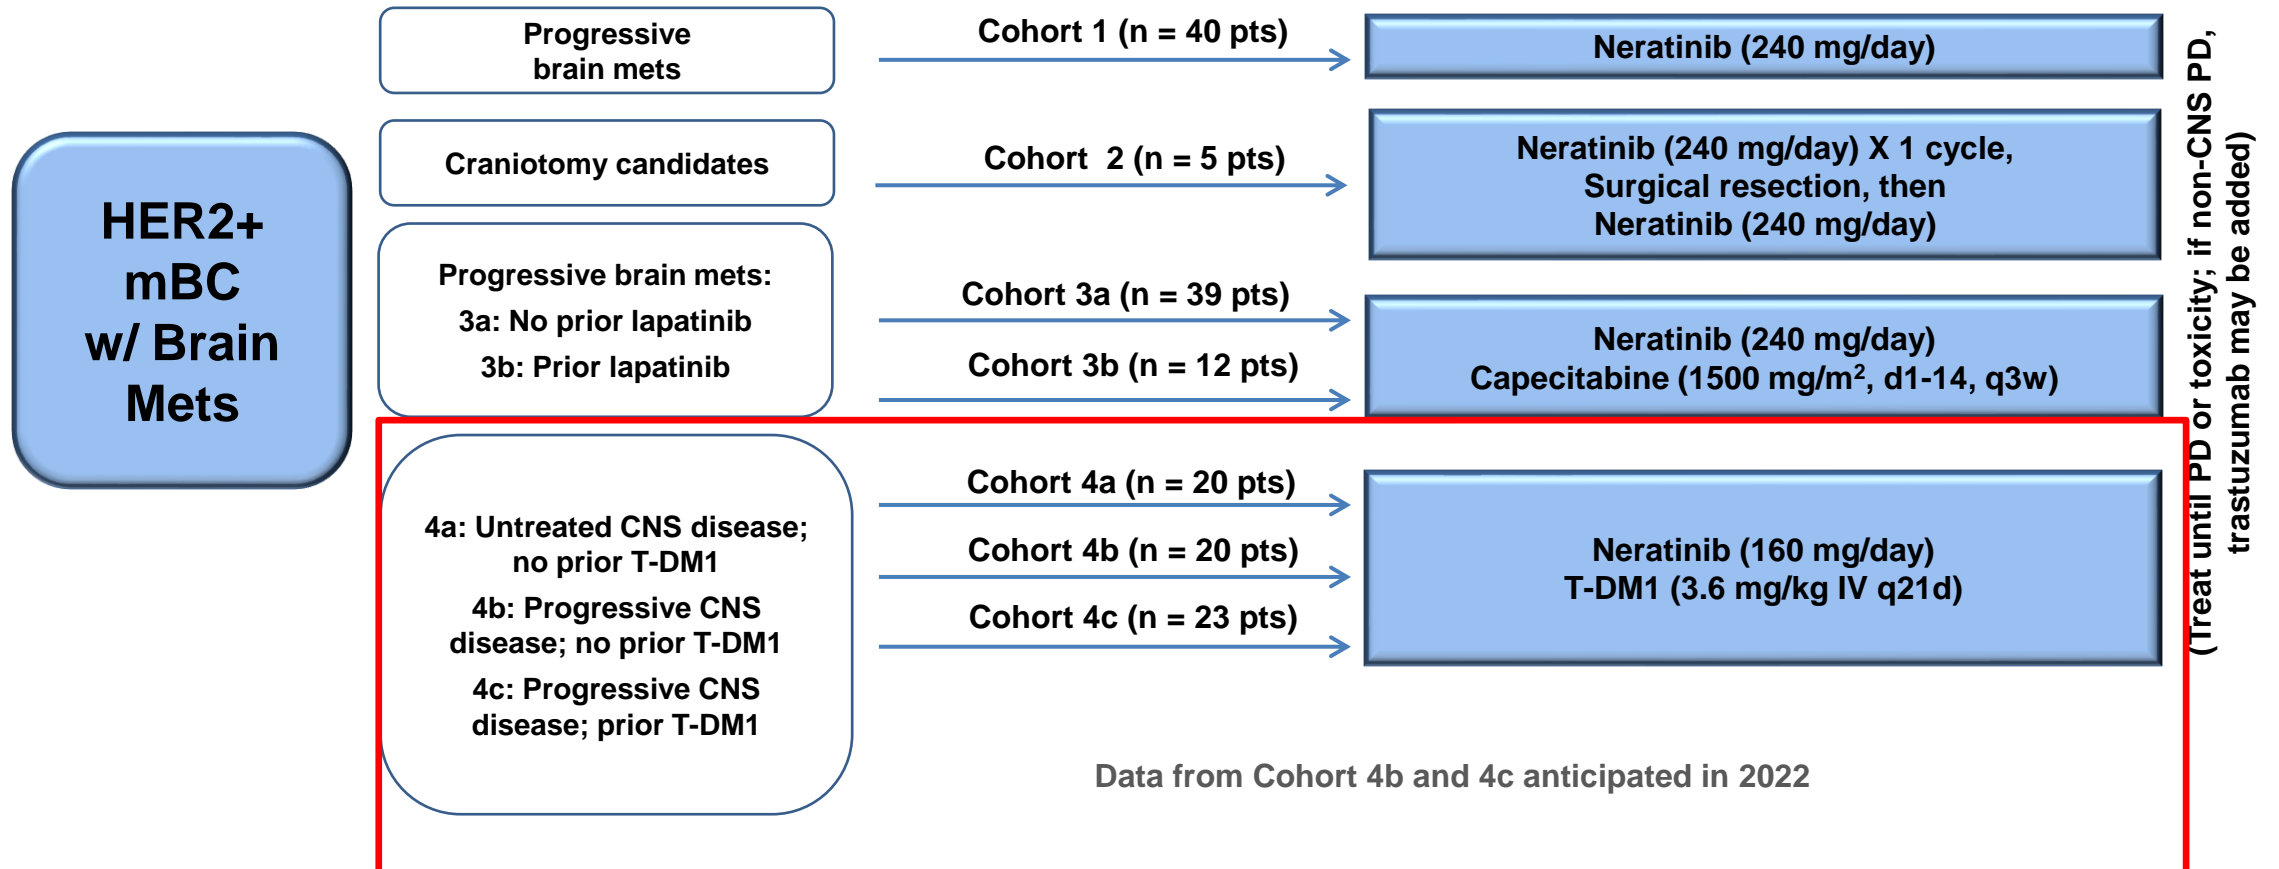 HER2+
mBC
w/ Brain
Mets
Progressive
brain mets
Cohort 1 (n = 40 pts)
Neratinib (240 mg/day)
Craniotomy candidates
Cohort  2 (n = 5 pts)
Neratinib (240 mg/day) X 1 cycle,
Surgical resection, then
Neratinib (240 mg/day)
Progressive brain mets:
3a: No prior lapatinib
3b: Prior lapatinib
Cohort 3a (n = 39 pts)
Cohort 3b (n = 12 pts)
Neratinib (240 mg/day)
Capecitabine (1500 mg/m², d1-14, q3w)
4a: Untreated CNS disease;
no prior T-DM1
4b: Progressive CNS
disease; no prior T-DM1
4c: Progressive CNS
disease; prior T-DM1
Cohort 4a (n = 20 pts)
Cohort 4b (n = 20 pts)
Cohort 4c (n = 23 pts)
Neratinib (160 mg/day)
T-DM1 (3.6 mg/kg IV q21d)
Data from Cohort 4b and 4c anticipated in 2022
(Treat until PD or toxicity; if non-CNS PD,
trastuzumab may be added)